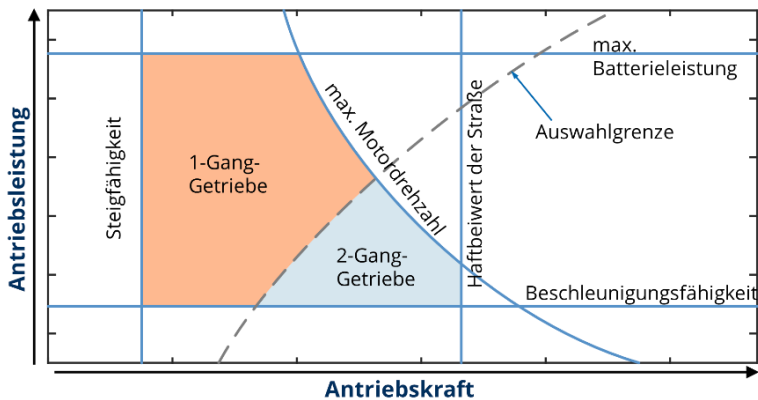 Antriebsleistung
Steigfähigkeit
1-Gang-
Getriebe
max. Motordrehzahl
2-Gang-
Getriebe
Haftbeiwert der Straße
max.
Batterieleistung
Auswahlgrenze
Beschleunigungsfähigkeit
Antriebskraft